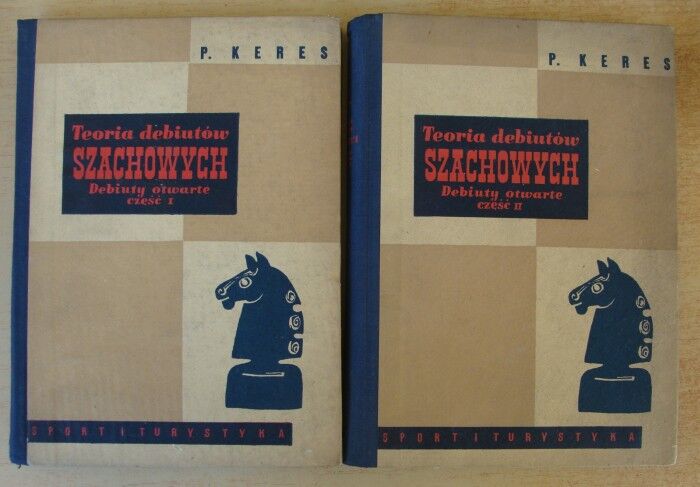 P. KERES
Teoria debiutów
SZACHOWYCH
Debiuty otwarte
część I
SPORT I TURYSTYKA
P. KERES
Teoria debiutów
SZACHOWYCH
Debiuty otwarte
część II
SPORT I TURYSTYKA